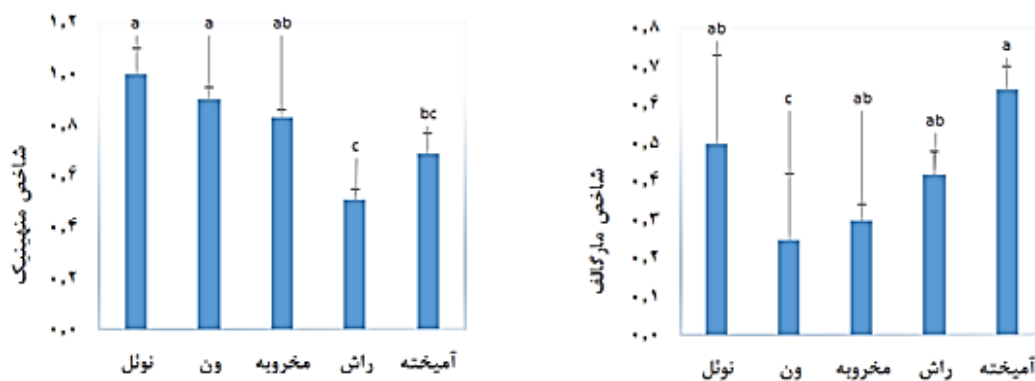 شاخص منهینیک
۱,۲
۱,۰
۰,۸
۰,۶
۰,۴
۰,۲
۰,۰
a a ab c bc
نوئل ون مخروبه راش آمیخته
شاخص مارگالف
۰,۸
۰,۷
۰,۶
۰,۵
۰,۴
۰,۳
۰,۲
۰,۱
۰,۰
ab c ab ab a
نوئل ون مخروبه راش آمیخته